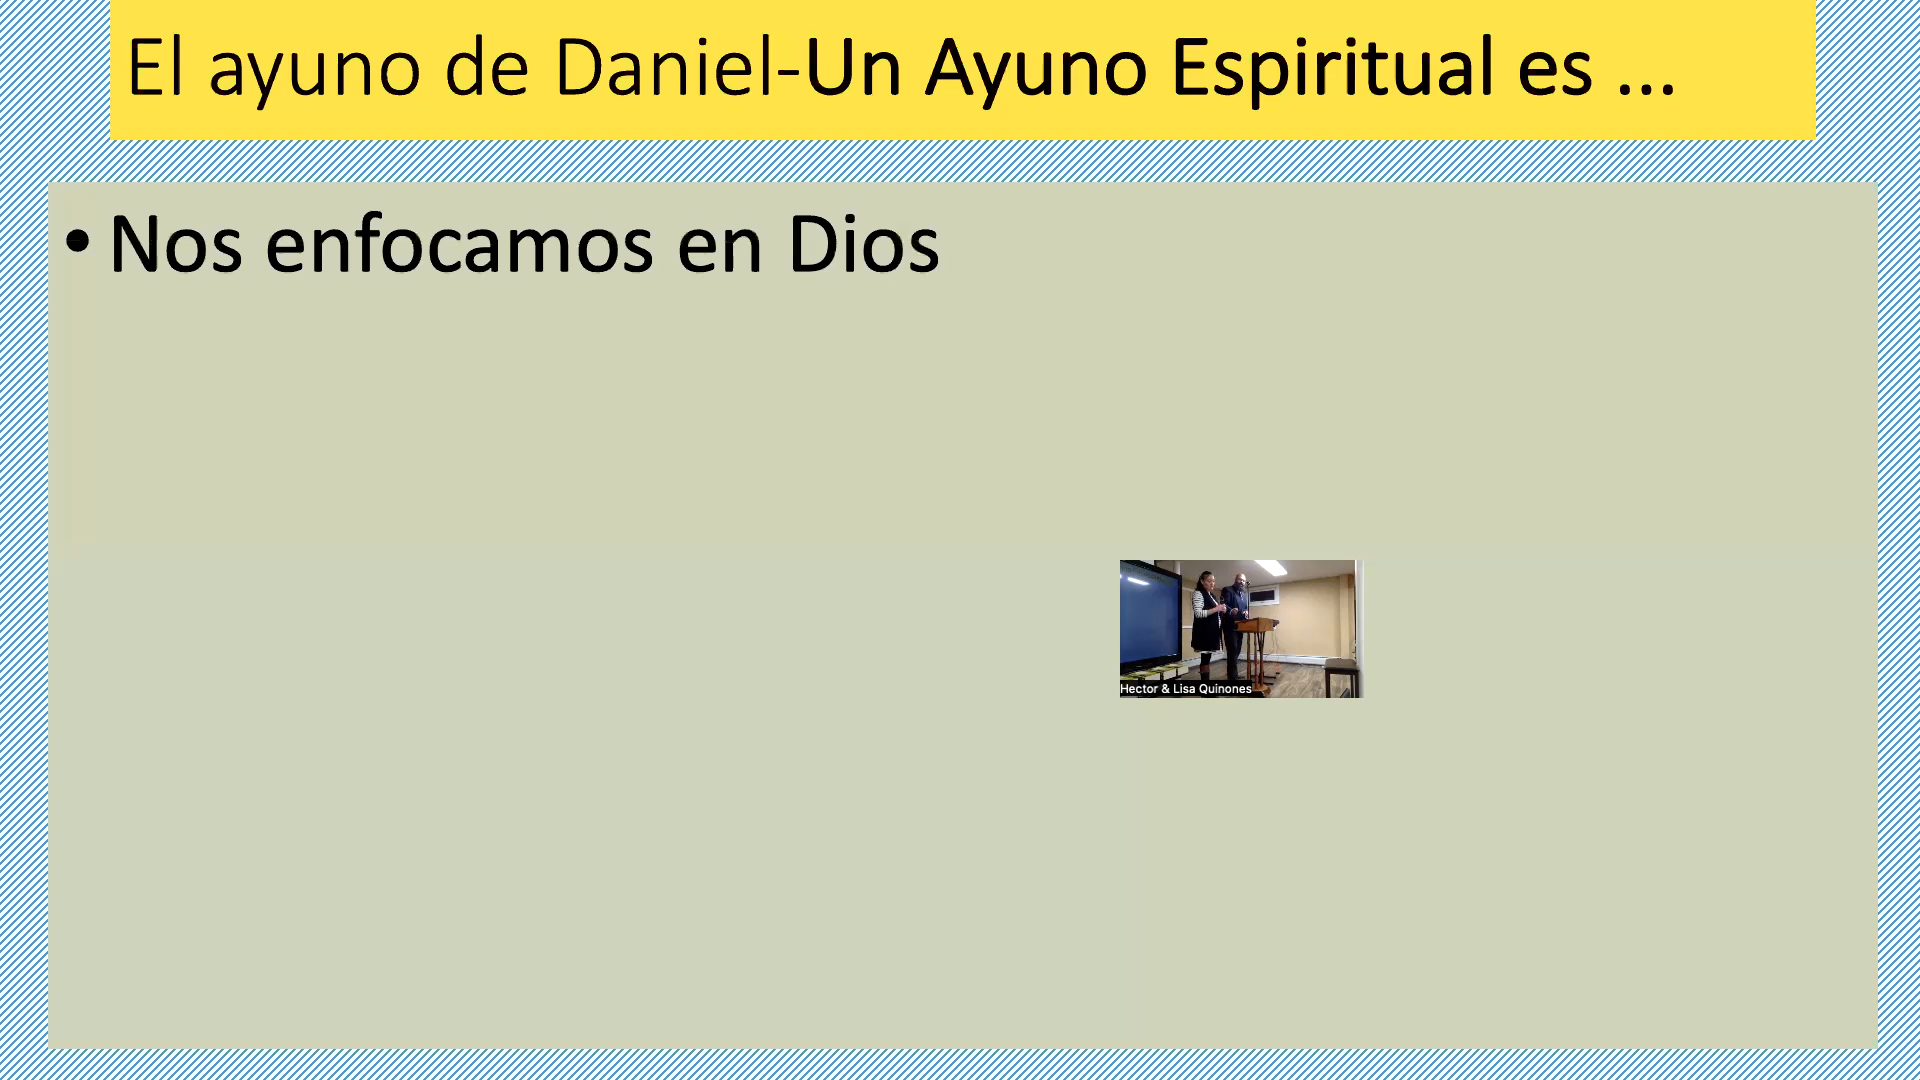 El ayuno de Daniel-Un Ayuno Espiritual es ...
• Nos enfocamos en Dios
Hector & Lisa Quinones